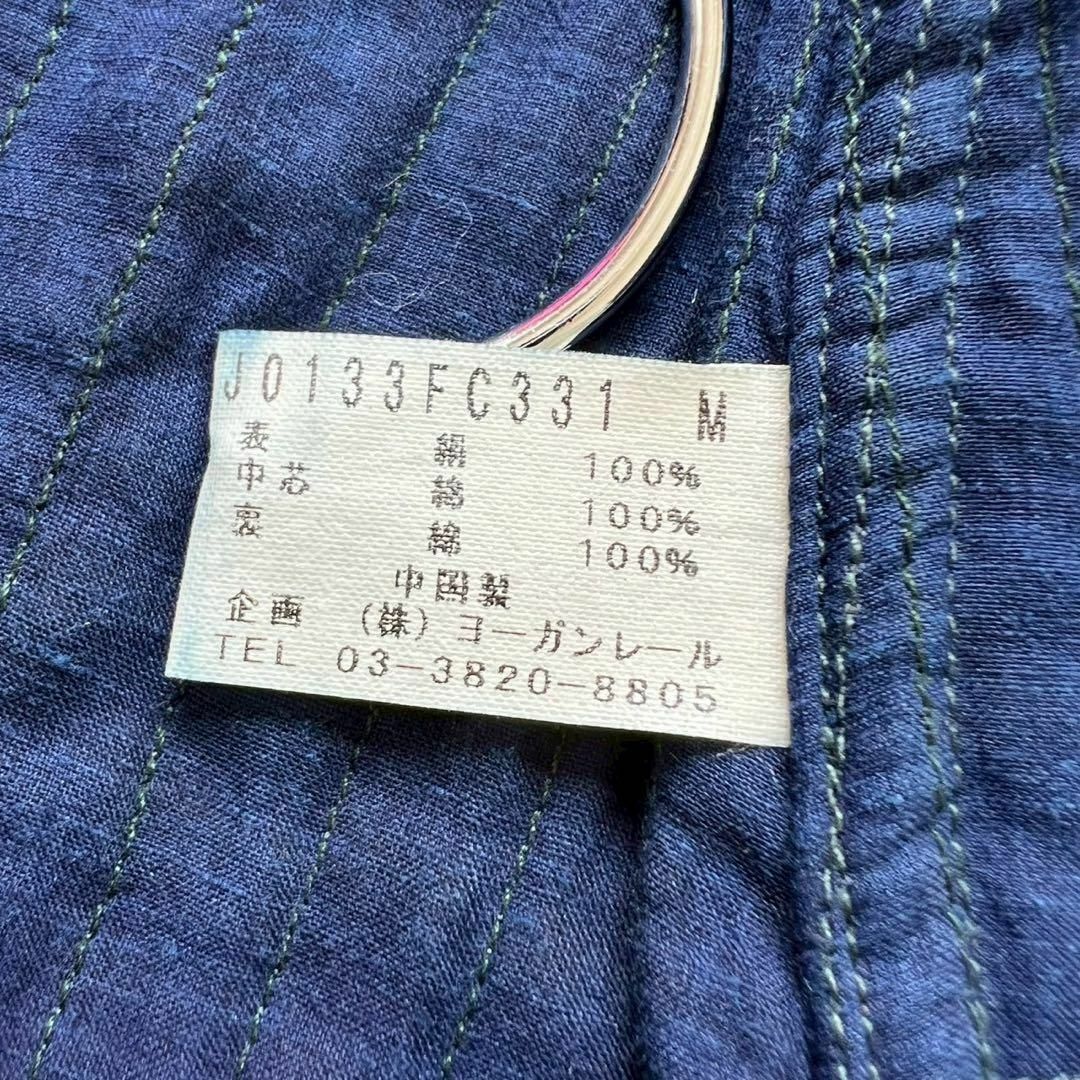 J0133FC331 M
表 絹 100%
中芯 綿 100%
裏 綿 100%
中国製
企画 (株)ヨーガンレール
TEL 03-3820-8805